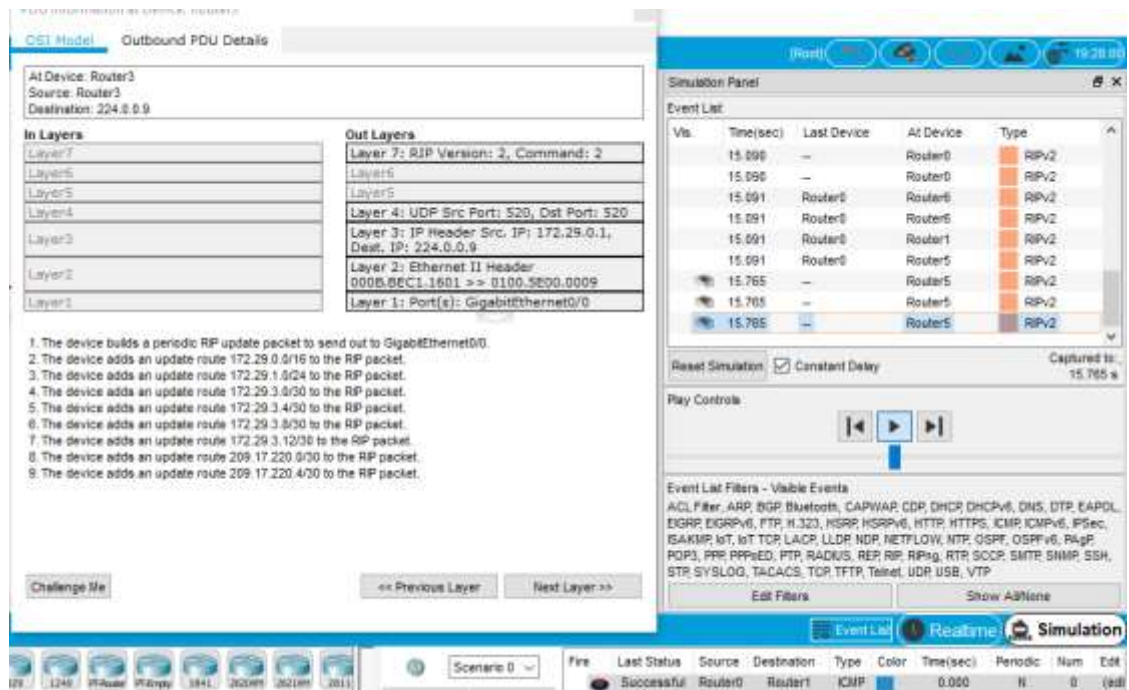 PDU Information at Device: Router3
OSI Model Outbound PDU Details
At Device: Router3
Source: Router3
Destination: 224.0.0.9
In Layers Out Layers
Layer7 Layer 7: RIP Version: 2, Command: 2
Layer6 Layer6
Layer5 Layer5
Layer4 Layer 4: UDP Src Port: 520, Dst Port: 520
Layer3 Layer 3: IP Header Src. IP: 172.29.0.1,
Dest. IP: 224.0.0.9
Layer2 Layer 2: Ethernet II Header
000B.BEC1.1601 >> 0100.5E00.0009
Layer1 Layer 1: Port(s): GigabitEthernet0/0
1. The device builds a periodic RIP update packet to send out to GigabitEthernet0/0.
2. The device adds an update route 172.29.0.0/16 to the RIP packet.
3. The device adds an update route 172.29.1.0/24 to the RIP packet.
4. The device adds an update route 172.29.3.0/30 to the RIP packet.
5. The device adds an update route 172.29.3.4/30 to the RIP packet.
6. The device adds an update route 172.29.3.8/30 to the RIP packet.
7. The device adds an update route 172.29.3.12/30 to the RIP packet.
8. The device adds an update route 209.17.220.0/30 to the RIP packet.
9. The device adds an update route 209.17.220.4/30 to the RIP packet.
Challenge Me << Previous Layer Next Layer >>
[Root] 19:28:00
Simulation Panel
Event List
Vis. Time(sec) Last Device At Device Type
15.090 -- Router0 RIPv2
15.090 -- Router0 RIPv2
15.091 Router0 Router6 RIPv2
15.091 Router0 Router6 RIPv2
15.091 Router0 Router1 RIPv2
15.091 Router0 Router5 RIPv2
15.765 -- Router5 RIPv2
15.765 -- Router5 RIPv2
15.765 -- Router5 RIPv2
Reset Simulation Constant Delay Captured to:
15.765 s
Play Controls
Event List Filters - Visible Events
ACL Filter, ARP, BGP, Bluetooth, CAPWAP, CDP, DHCP, DHCPv6, DNS, DTP, EAPOL,
EIGRP, EIGRPv6, FTP, H.323, HSRP, HSRPv6, HTTP, HTTPS, ICMP, ICMPv6, IPSec,
ISAKMP, IoT, IoT TCP, LACP, LLDP, NDP, NETFLOW, NTP, OSPF, OSPFv6, PAgP,
POP3, PPP, PPPoED, PTP, RADIUS, REP, RIP, RIPng, RTP, SCCP, SMTP, SNMP, SSH,
STP, SYSLOG, TACACS, TCP, TFTP, Telnet, UDP, USB, VTP
Edit Filters Show All/None
Event List Realtime Simulation
1240 PT-Router PT-Empty 1841 2620XM 2621XM 2811
Scenario 0
Fire Last Status Source Destination Type Color Time(sec) Periodic Num Edit
Successful Router0 Router1 ICMP 0.000 N 0 (edi